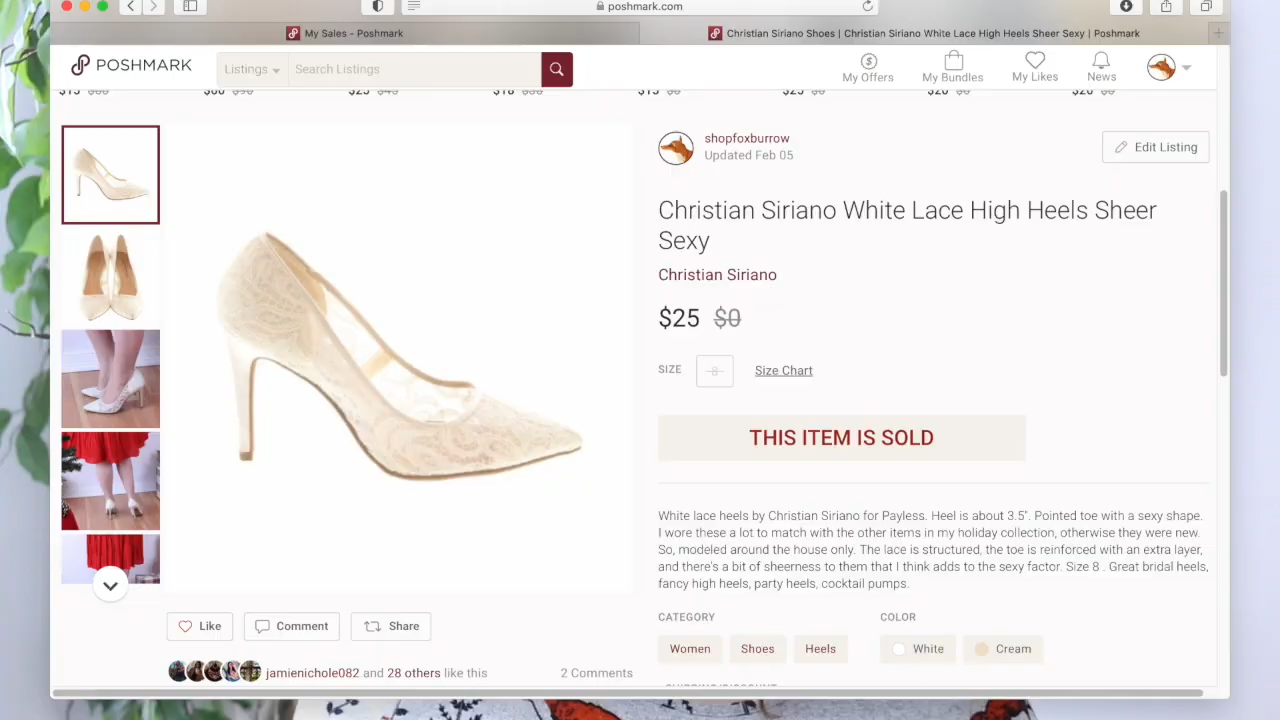 poshmark.com
My Sales - Poshmark
Christian Siriano Shoes | Christian Siriano White Lace High Heels Sheer Sexy | Poshmark
POSHMARK
Listings
Search Listings
My Offers
My Bundles
My Likes
News
shopfoxburrow
Updated Feb 05
Edit Listing
Christian Siriano White Lace High Heels Sheer
Sexy
Christian Siriano
$25 $0
SIZE 8 Size Chart
THIS ITEM IS SOLD
White lace heels by Christian Siriano for Payless. Heel is about 3.5". Pointed toe with a sexy shape.
I wore these a lot to match with the other items in my holiday collection, otherwise they were new.
So, modeled around the house only. The lace is structured, the toe is reinforced with an extra layer,
and there's a bit of sheerness to them that I think adds to the sexy factor. Size 8 . Great bridal heels,
fancy high heels, party heels, cocktail pumps.
CATEGORY
Women Shoes Heels
COLOR
White Cream
Like Comment Share
jamienichole082 and 28 others like this
2 Comments